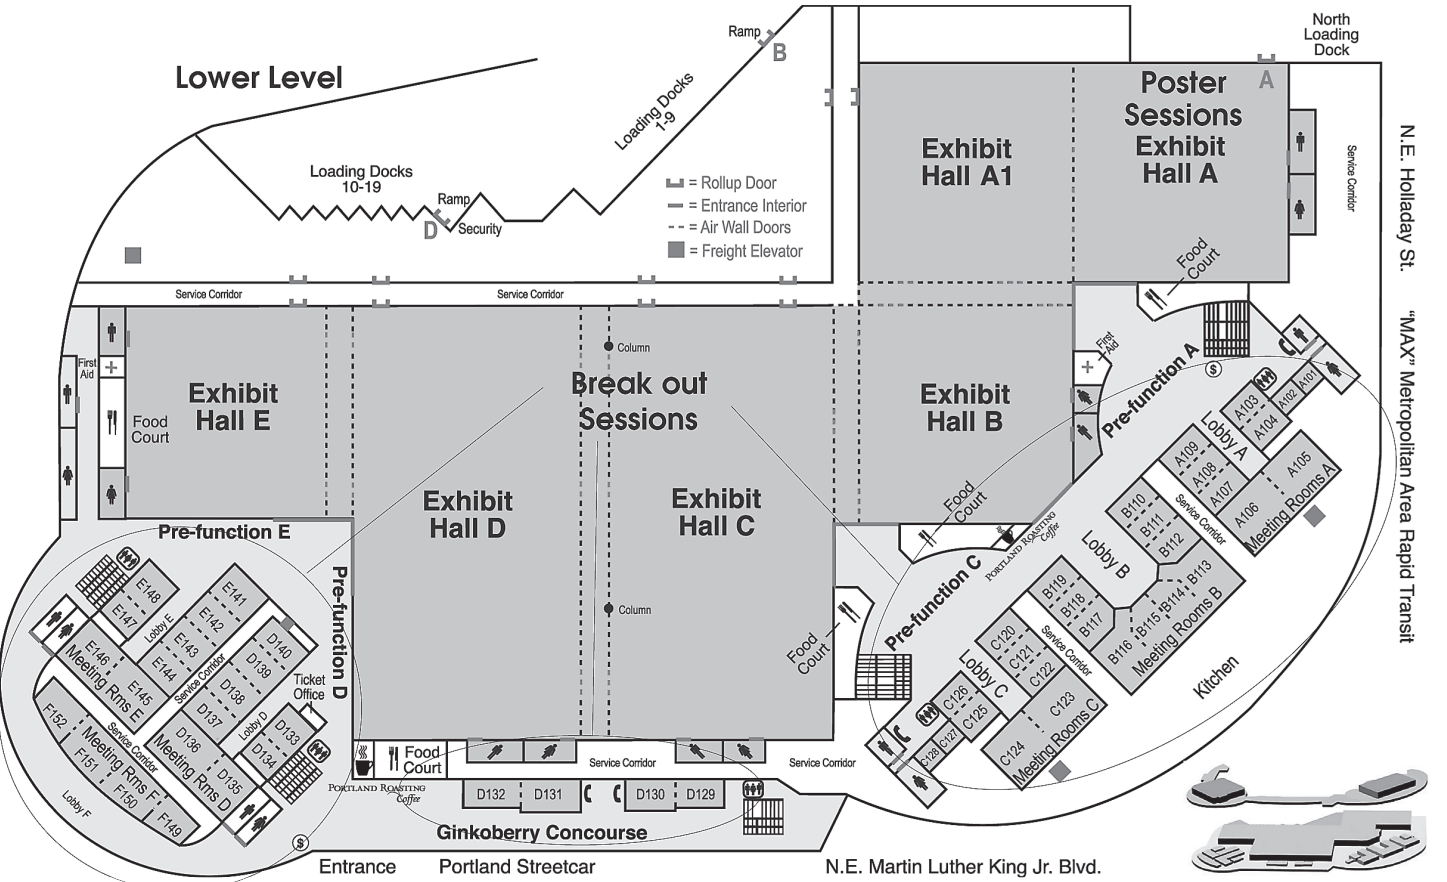 Lower Level
Ramp
B
Loading Docks
1-9
Loading Docks
10-19
Ramp
D
Security
= Rollup Door
= Entrance Interior
= Air Wall Doors
= Freight Elevator
North
Loading
Dock
A
Poster
Sessions
Exhibit
Hall A
Exhibit
Hall A1
Service Corridor
N.E. Holladay St.
"MAX" Metropolitan Area Rapid Transit
Food
Court
Service Corridor
Service Corridor
First
Aid
Food
Court
Exhibit
Hall E
Column
Break out
Sessions
Exhibit
Hall B
First
Aid
Pre-function A
$
Exhibit
Hall D
Exhibit
Hall C
Column
Food
Court
Portland Roasting
Coffee
Pre-function C
Food
Court
A101
A102
A103
A104
Lobby A
A109
A108
A107
A105
A106
Meeting Rooms A
Service Corridor
B110
B111
B112
Lobby B
B113
B114
B115
B116
Meeting Rooms B
B119
B118
B117
Service Corridor
C120
C121
C122
Lobby C
C126
C125
C127
C128
C123
C124
Meeting Rooms C
Kitchen
Pre-function E
Pre-function D
E148
E147
Lobby E
E141
E142
E143
E144
E146
E145
Meeting Rms E
Service Corridor
D140
D139
D138
D137
Lobby D
Ticket
Office
D133
D134
D136
D135
Meeting Rms D
Service Corridor
F152
F151
F150
F149
Meeting Rms F
Lobby F
$
Food
Court
Portland Roasting
Coffee
Service Corridor
Service Corridor
D132
D131
D130
D129
Ginkoberry Concourse
Entrance
Portland Streetcar
N.E. Martin Luther King Jr. Blvd.